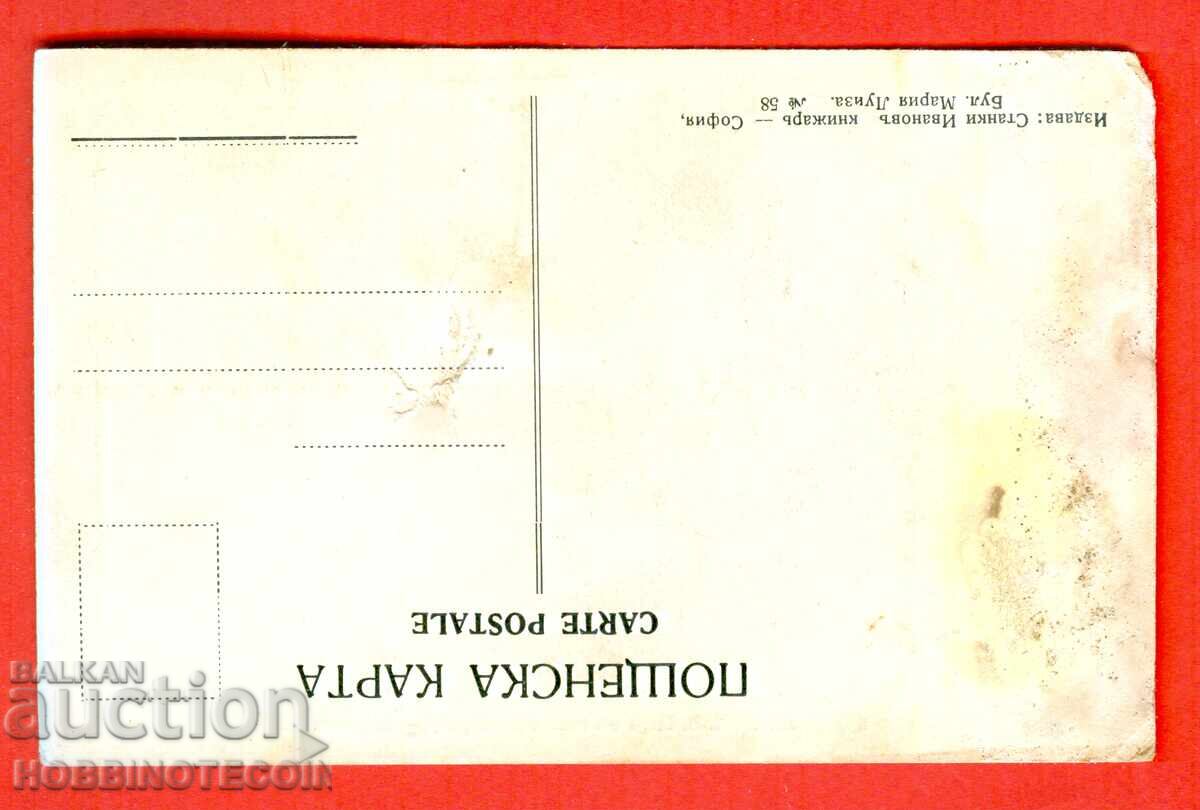 ПОЩЕНСКА КАРТА
CARTE POSTALE
Издава: Станки Ивановъ книжарь — София,
Бул. Мария Луиза. № 58
BALKAN
auction
HOBBINOTECOIN